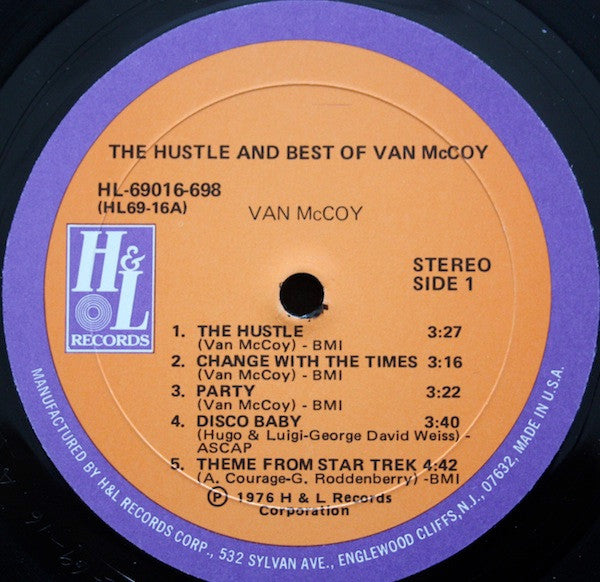 THE HUSTLE AND BEST OF VAN McCOY
HL-69016-698
(HL69-16A)
VAN McCOY
H&L
RECORDS
STEREO
SIDE 1
1. THE HUSTLE 3:27
(Van McCoy) - BMI
2. CHANGE WITH THE TIMES 3:16
(Van McCoy) - BMI
3. PARTY 3:22
(Van McCoy) - BMI
4. DISCO BABY 3:40
(Hugo & Luigi-George David Weiss) -
ASCAP
5. THEME FROM STAR TREK 4:42
(A. Courage-G. Roddenberry) -BMI
Ⓟ 1976 H & L Records
Corporation
MANUFACTURED BY H&L RECORDS CORP., 532 SYLVAN AVE., ENGLEWOOD CLIFFS, N.J., 07632, MADE IN U.S.A.